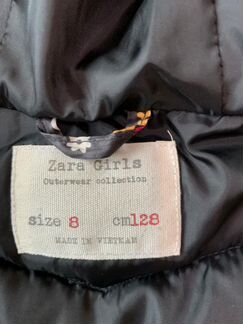 Zara Girls
Outerwear collection
size 8 cm128
MADE IN VIETNAM